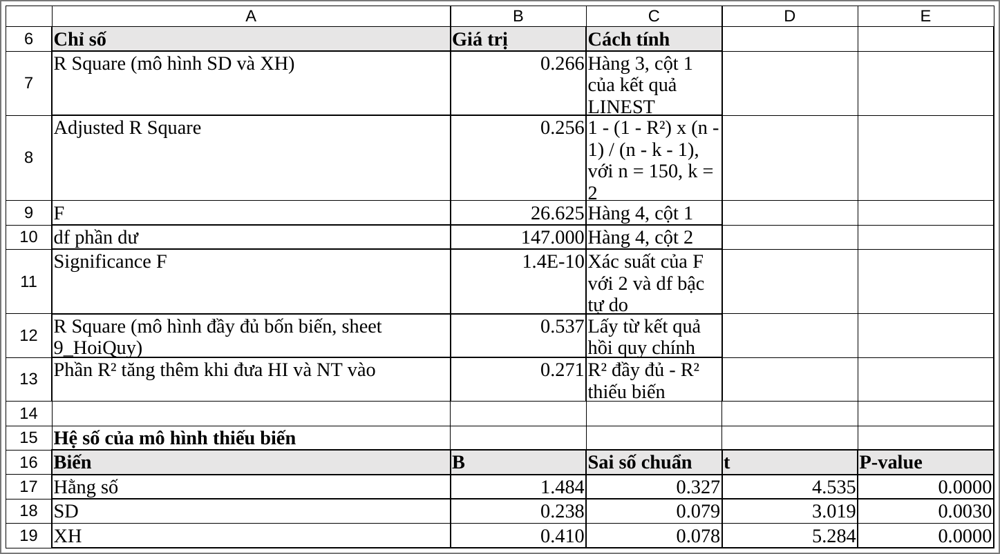 A B C D E
6 Chỉ số Giá trị Cách tính
7 R Square (mô hình SD và XH) 0.266 Hàng 3, cột 1
của kết quả
LINEST
8 Adjusted R Square 0.256 1 - (1 - R²) x (n -
1) / (n - k - 1),
với n = 150, k =
2
9 F 26.625 Hàng 4, cột 1
10 df phần dư 147.000 Hàng 4, cột 2
11 Significance F 1.4E-10 Xác suất của F
với 2 và df bậc
tự do
12 R Square (mô hình đầy đủ bốn biến, sheet 0.537 Lấy từ kết quả
9_HoiQuy) hồi quy chính
13 Phần R² tăng thêm khi đưa HI và NT vào 0.271 R² đầy đủ - R²
thiếu biến
14
15 Hệ số của mô hình thiếu biến
16 Biến B Sai số chuẩn t P-value
17 Hằng số 1.484 0.327 4.535 0.0000
18 SD 0.238 0.079 3.019 0.0030
19 XH 0.410 0.078 5.284 0.0000